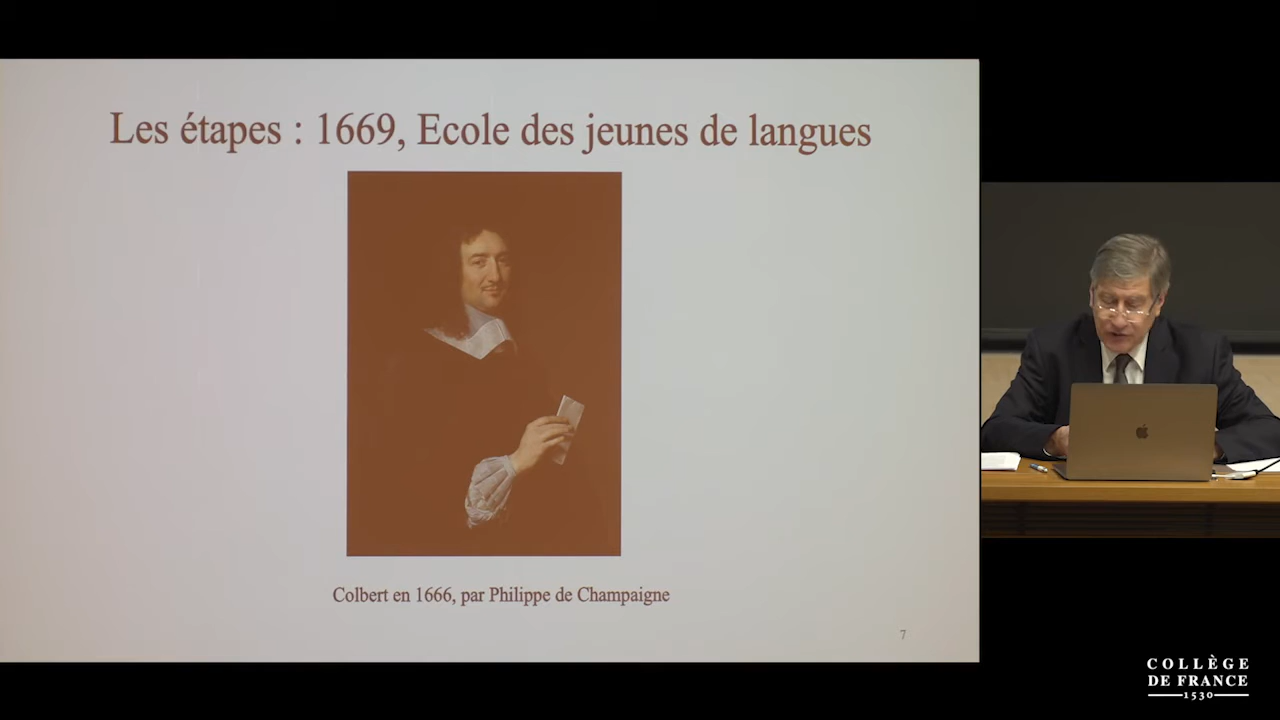 Les étapes : 1669, Ecole des jeunes de langues
Colbert en 1666, par Philippe de Champaigne
7
COLLÈGE
DE FRANCE
1530